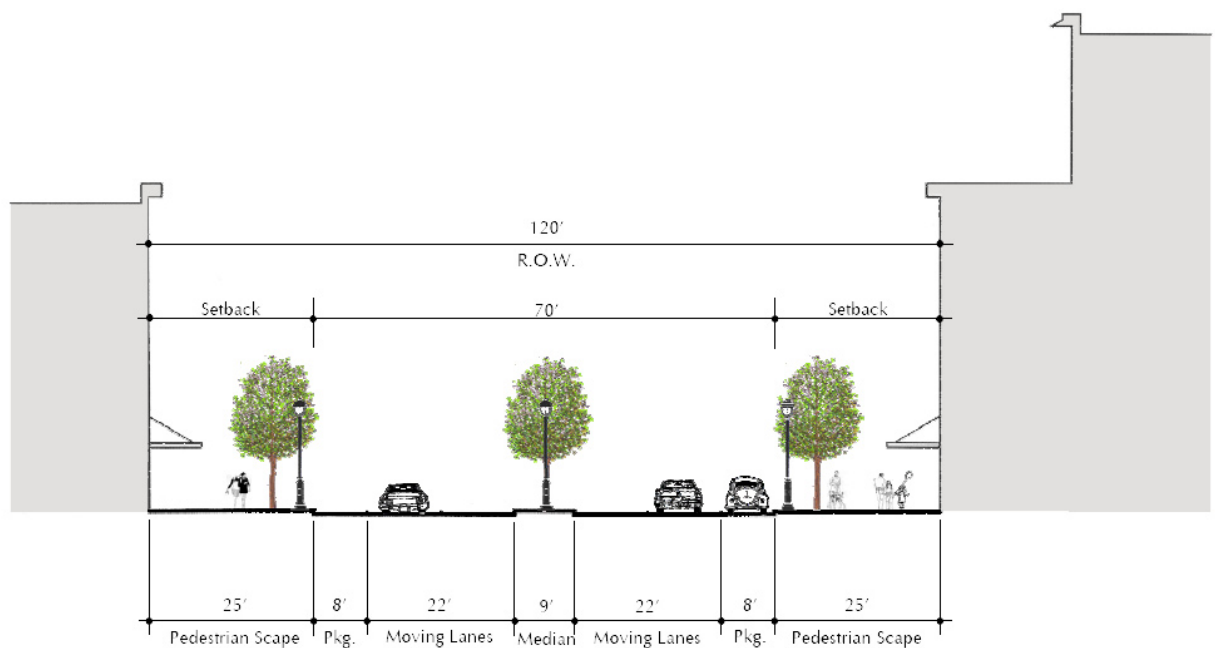 120'
R.O.W.
Setback 70' Setback
25' 8' 22' 9' 22' 8' 25'
Pedestrian Scape Pkg. Moving Lanes Median Moving Lanes Pkg. Pedestrian Scape